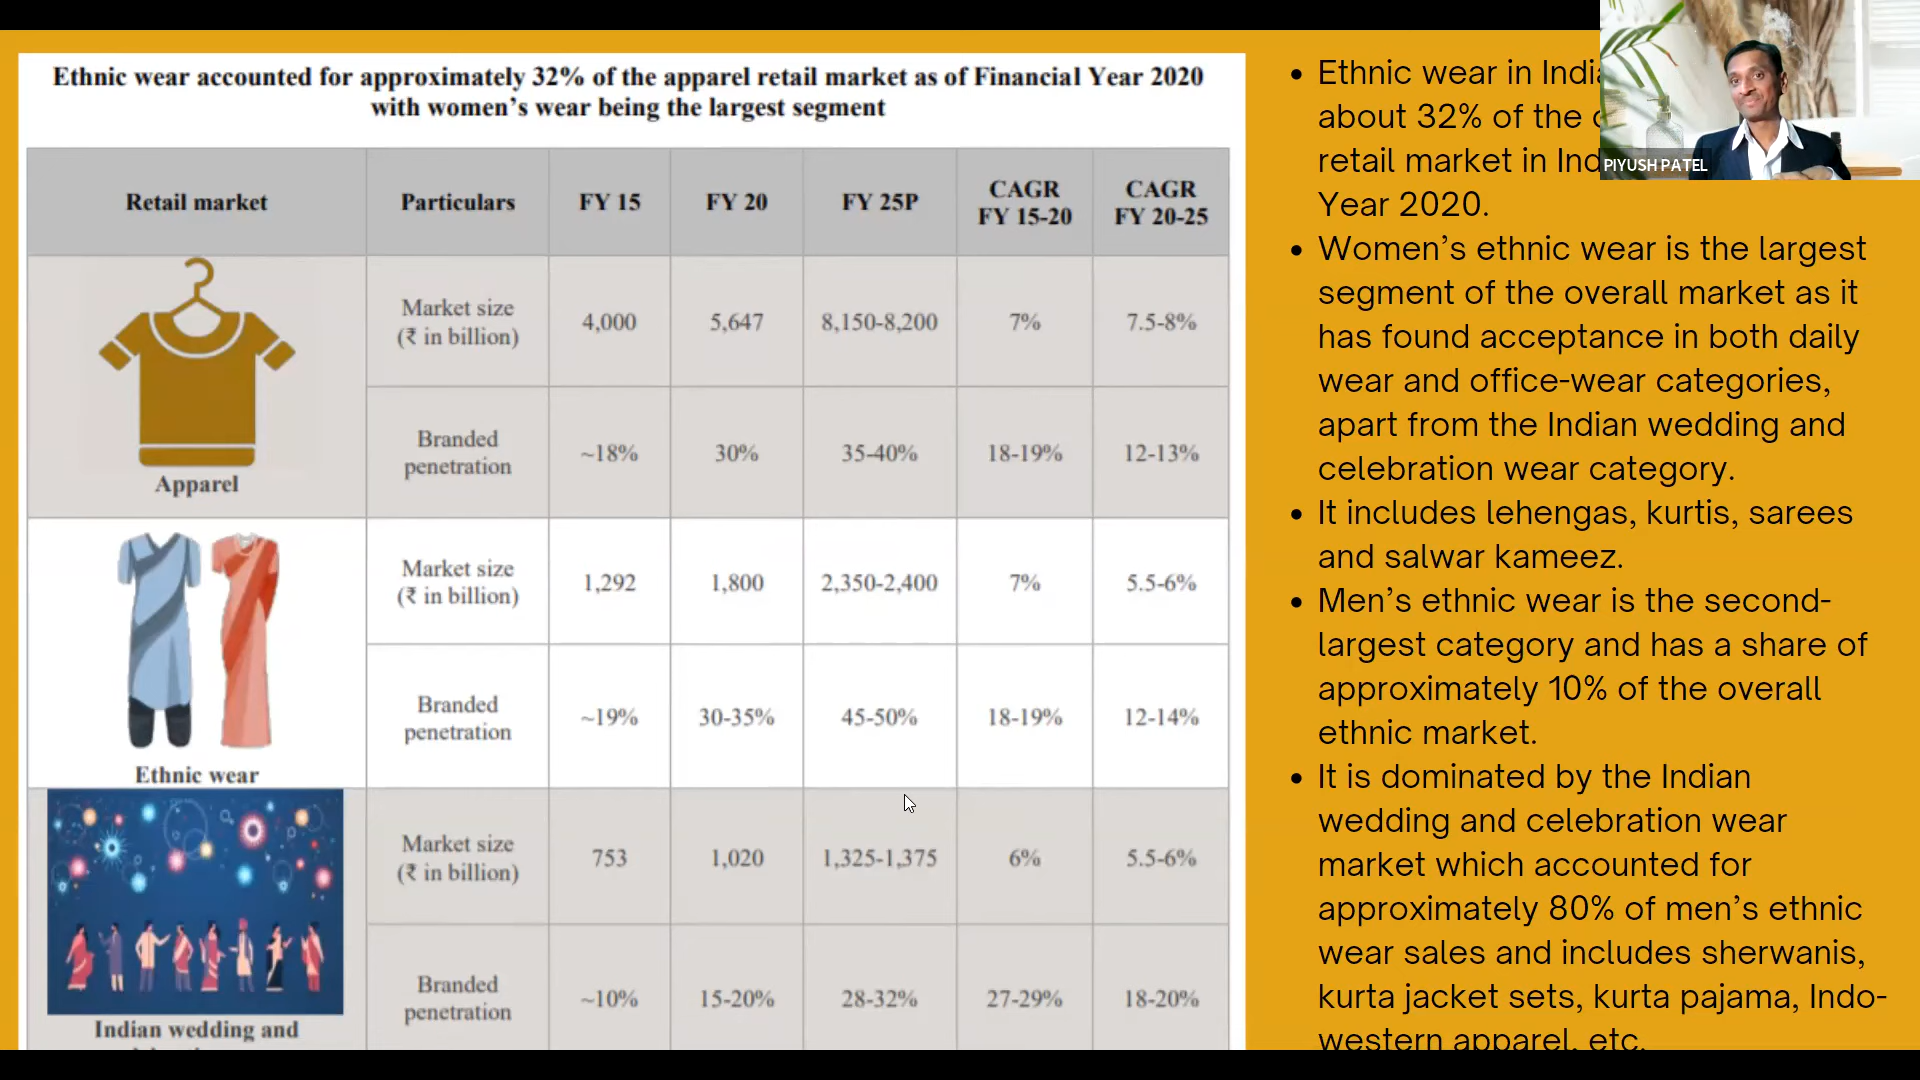 Ethnic wear accounted for approximately 32% of the apparel retail market as of Financial Year 2020
with women's wear being the largest segment
Retail market
Particulars
FY 15
FY 20
FY 25P
CAGR
FY 15-20
CAGR
FY 20-25
Apparel
Market size
(₹ in billion)
4,000
5,647
8,150-8,200
7%
7.5-8%
Branded
penetration
~18%
30%
35-40%
18-19%
12-13%
Ethnic wear
Market size
(₹ in billion)
1,292
1,800
2,350-2,400
7%
5.5-6%
Branded
penetration
~19%
30-35%
45-50%
18-19%
12-14%
Indian wedding and
Market size
(₹ in billion)
753
1,020
1,325-1,375
6%
5.5-6%
Branded
penetration
~10%
15-20%
28-32%
27-29%
18-20%
• Ethnic wear in
about 32% of the
retail market in
Year 2020.
• Women’s ethnic wear is the largest
segment of the overall market as it
has found acceptance in both daily
wear and office-wear categories,
apart from the Indian wedding and
celebration wear category.
• It includes lehengas, kurtis, sarees
and salwar kameez.
• Men’s ethnic wear is the second-
largest category and has a share of
approximately 10% of the overall
ethnic market.
• It is dominated by the Indian
wedding and celebration wear
market which accounted for
approximately 80% of men’s ethnic
wear sales and includes sherwanis,
kurta jacket sets, kurta pajama, Indo-
western apparel, etc.
PIYUSH PATEL